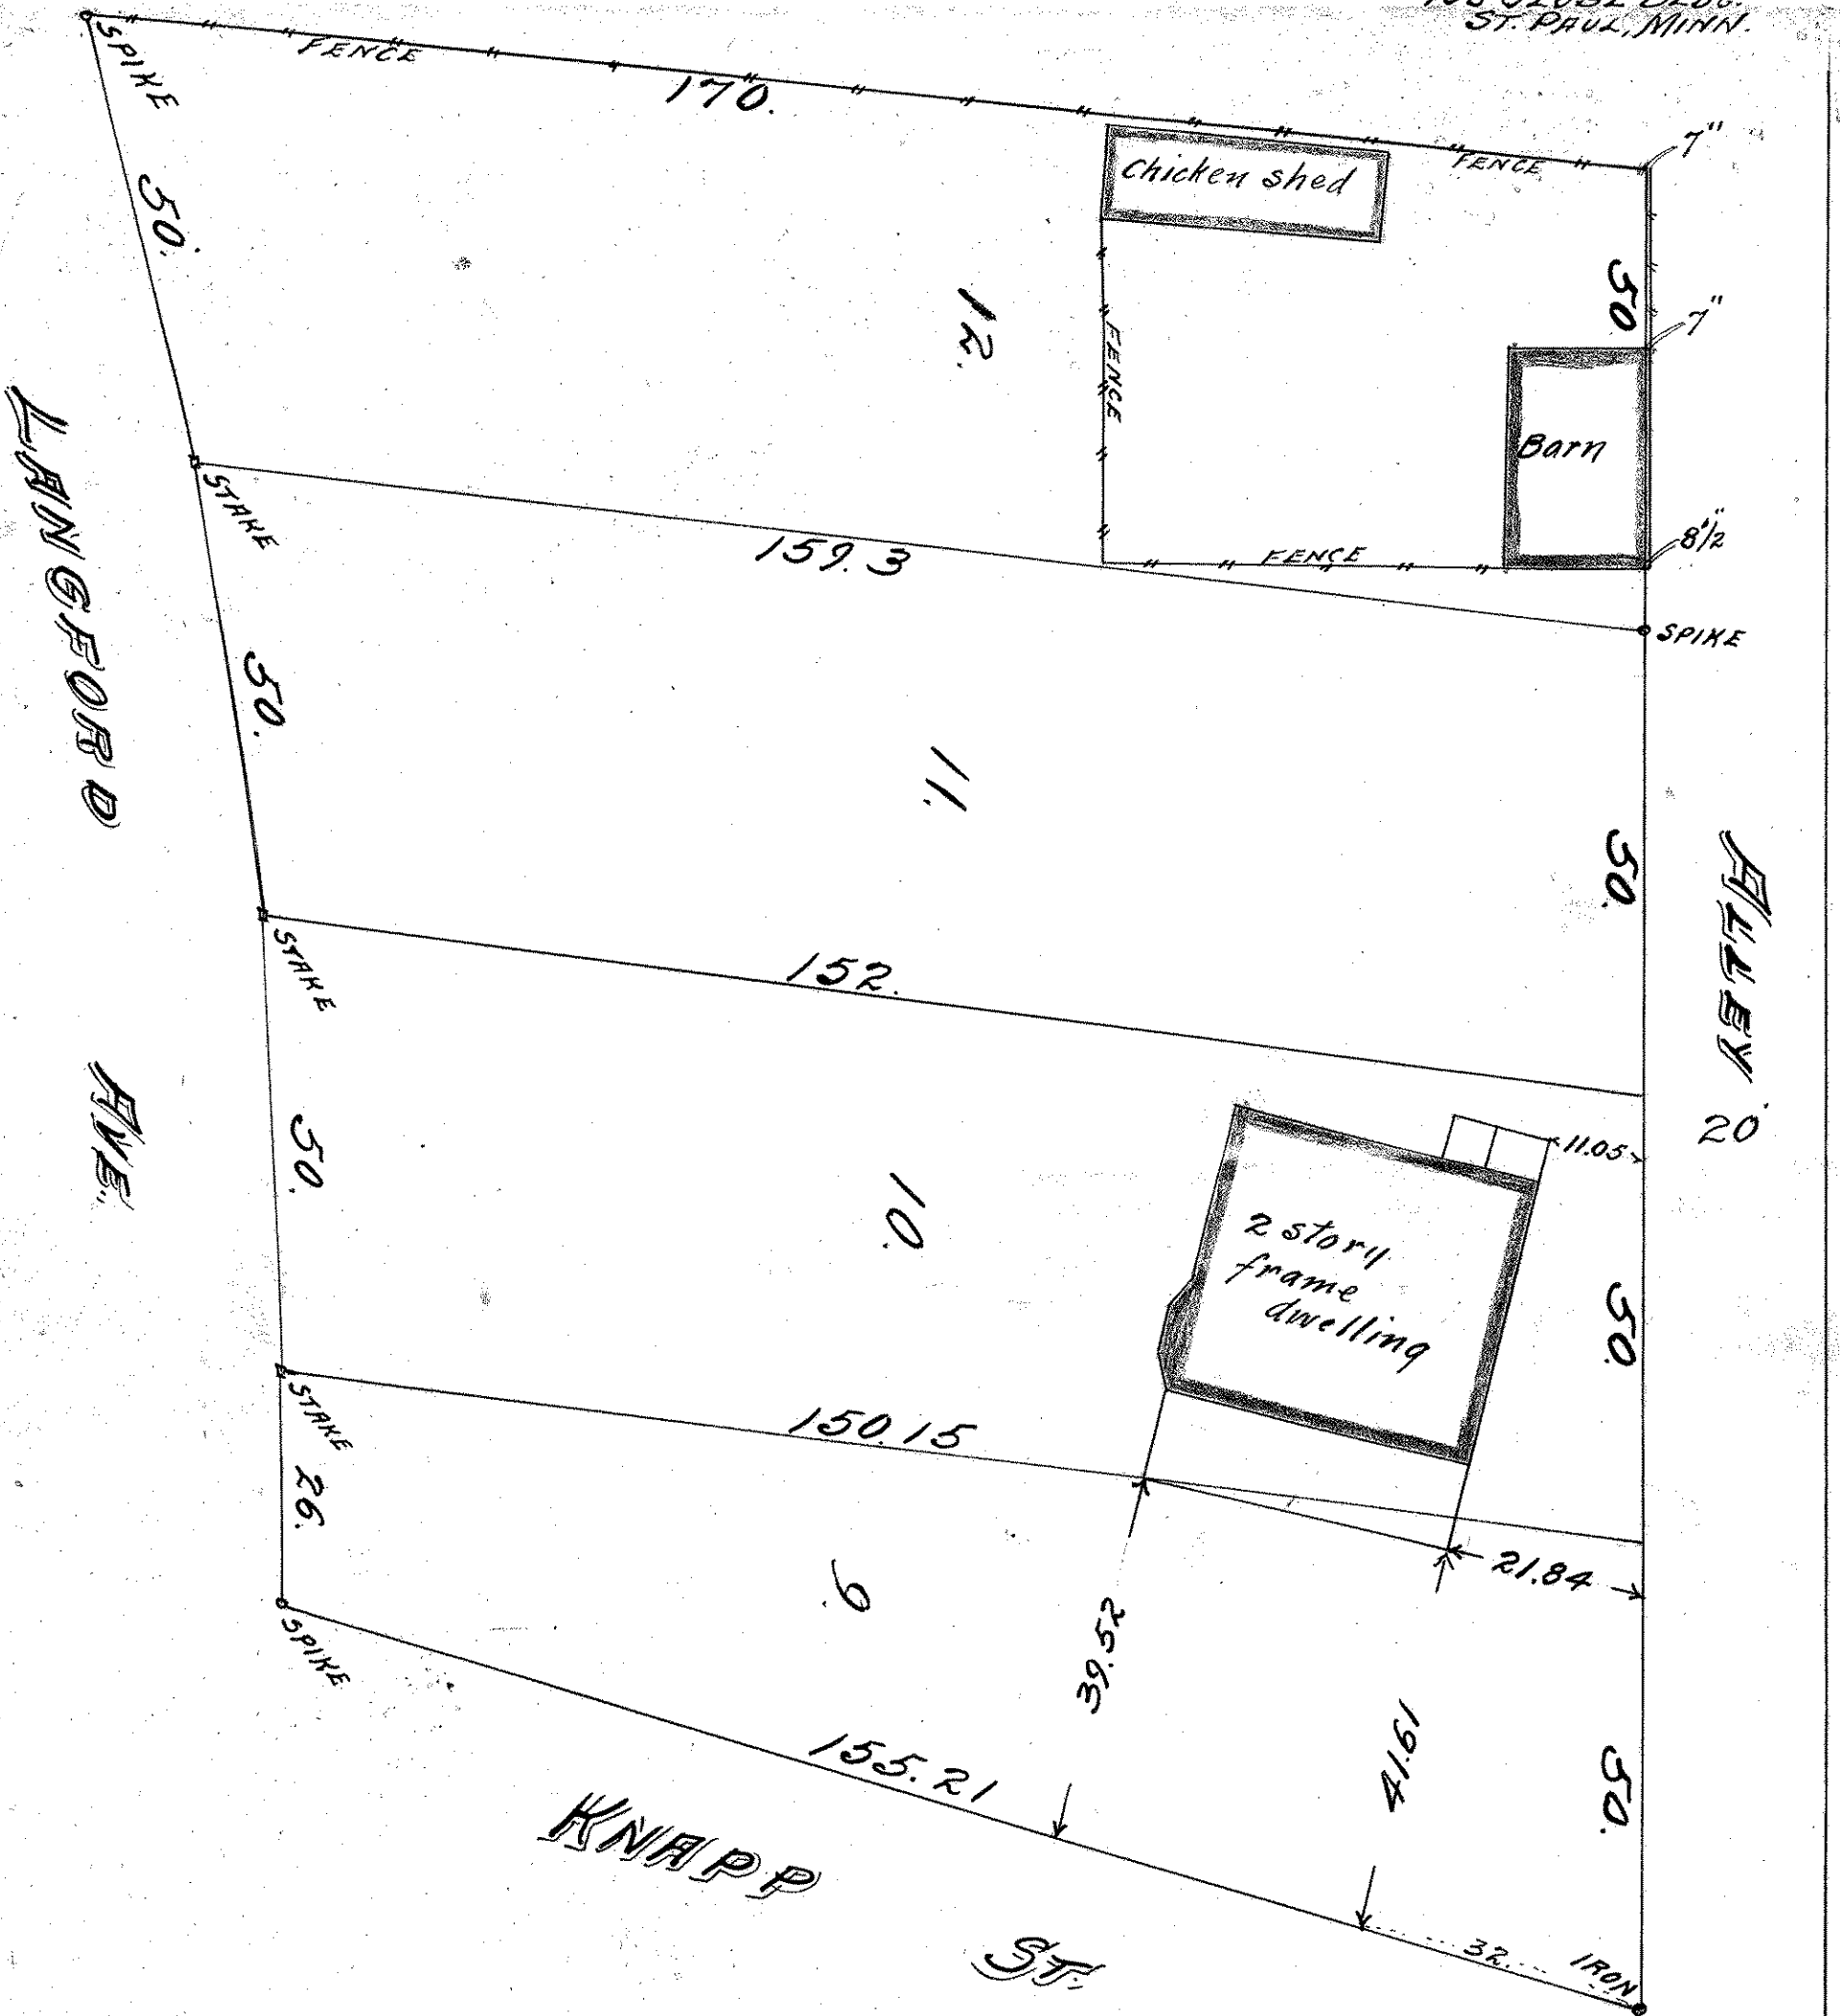 ST. PAUL, MINN.
SPIKE
FENCE
170.
7"
Chicken shed
FENCE
50.
50
7"
12.
FENCE
Barn
LANGFORD
STAKE
159.3
FENCE
8½"
SPIKE
50.
11.
50.
ALLEY
20'
STAKE
152.
AVE.
50.
10.
11.05
2 story
frame
dwelling
50.
STAKE
150.15
26.
9.
21.84
39.52
SPIKE
41.61
155.21
50.
KNAPP
ST.
32
IRON